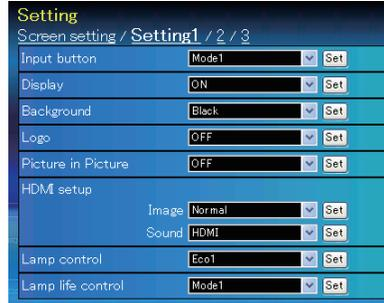 Setting
Screen setting / Setting1 / 2 / 3
Input button Mode1 Set
Display ON Set
Background Black Set
Logo OFF Set
Picture in Picture OFF Set
HDMI setup
Image Normal Set
Sound HDMI Set
Lamp control Eco1 Set
Lamp life control Mode1 Set